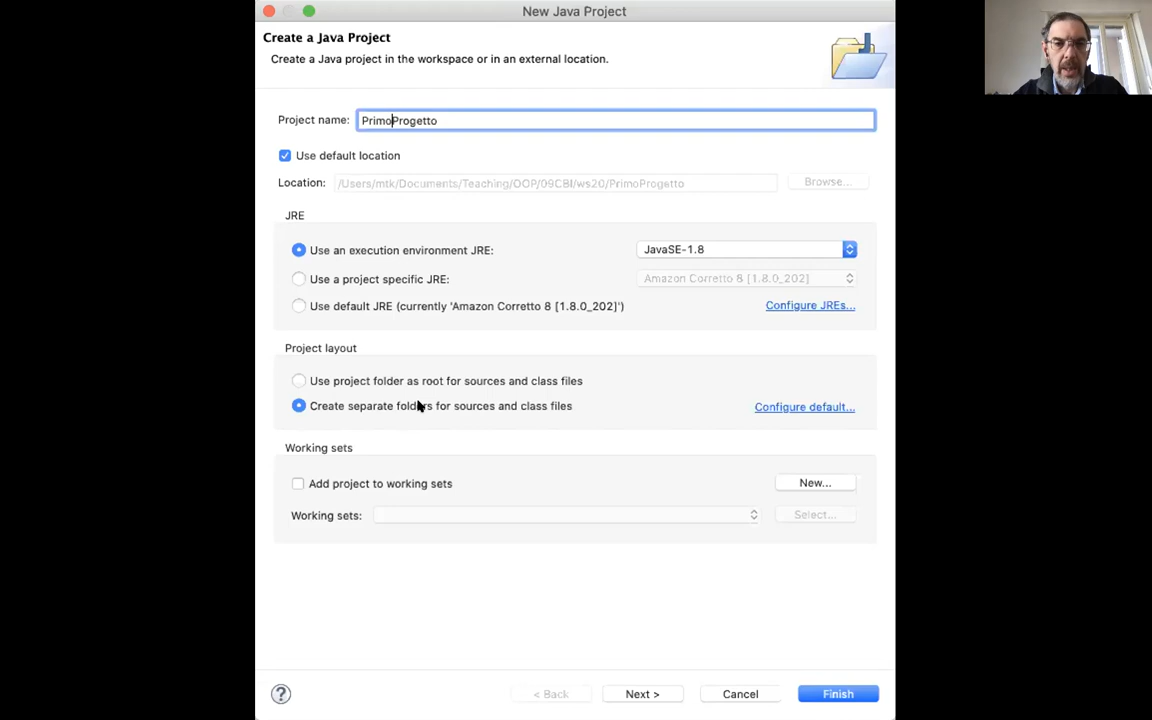 New Java Project
Create a Java Project
Create a Java project in the workspace or in an external location.
Project name: PrimoProgetto
Use default location
Location: /Users/mtk/Documents/Teaching/OOP/09CBI/ws20/PrimoProgetto Browse...
JRE
Use an execution environment JRE: JavaSE-1.8
Use a project specific JRE: Amazon Corretto 8 [1.8.0_202]
Use default JRE (currently 'Amazon Corretto 8 [1.8.0_202]') Configure JREs...
Project layout
Use project folder as root for sources and class files
Create separate folders for sources and class files Configure default...
Working sets
Add project to working sets New...
Working sets: Select...
? < Back Next > Cancel Finish